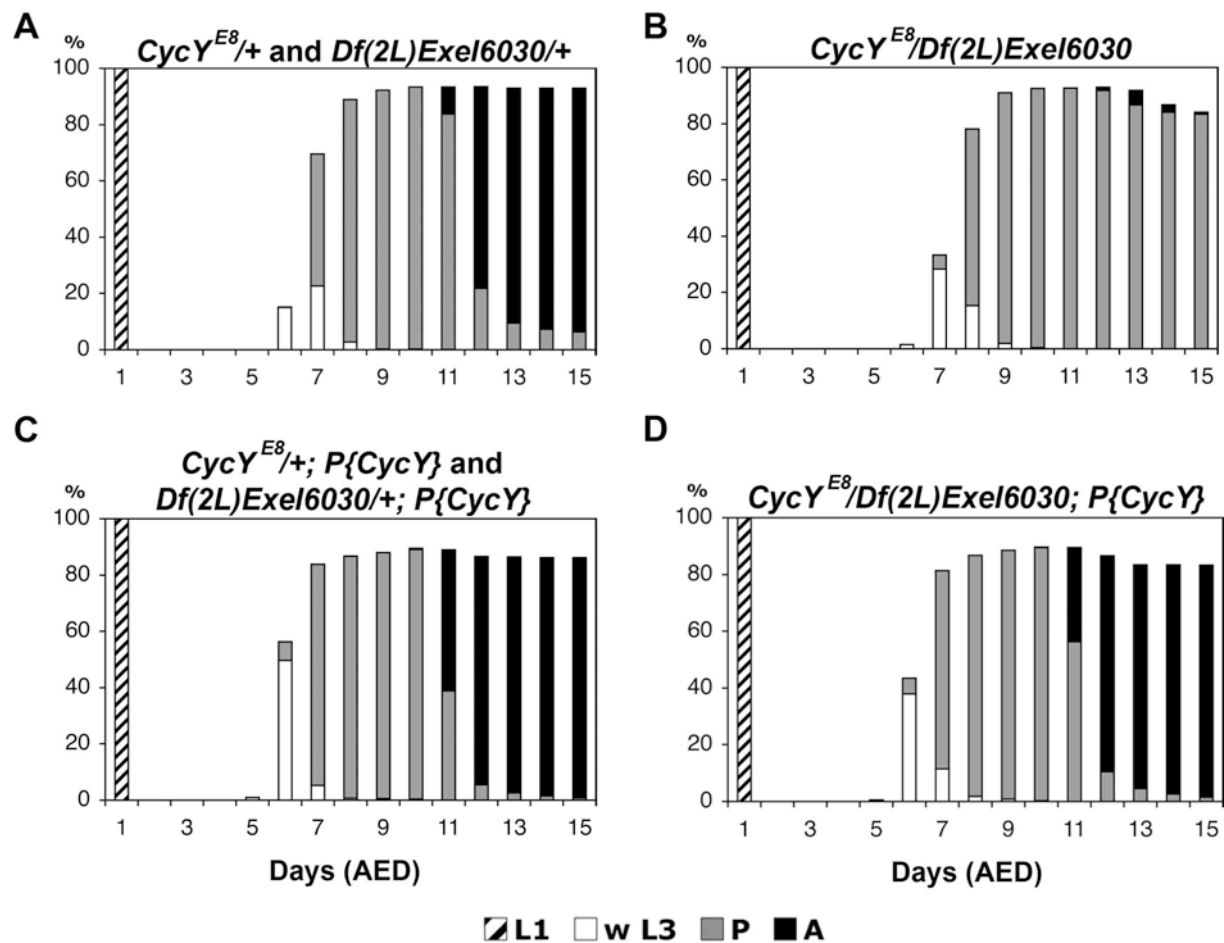 A
CycY^E8/+ and Df(2L)Exel6030/+
%
100
80
60
40
20
0
1 3 5 7 9 11 13 15
B
CycY^E8/Df(2L)Exel6030
%
100
80
60
40
20
0
1 3 5 7 9 11 13 15
C
CycY^E8/+; P{CycY} and
Df(2L)Exel6030/+; P{CycY}
%
100
80
60
40
20
0
1 3 5 7 9 11 13 15
Days (AED)
D
CycY^E8/Df(2L)Exel6030; P{CycY}
%
100
80
60
40
20
0
1 3 5 7 9 11 13 15
Days (AED)
L1 w L3 P A